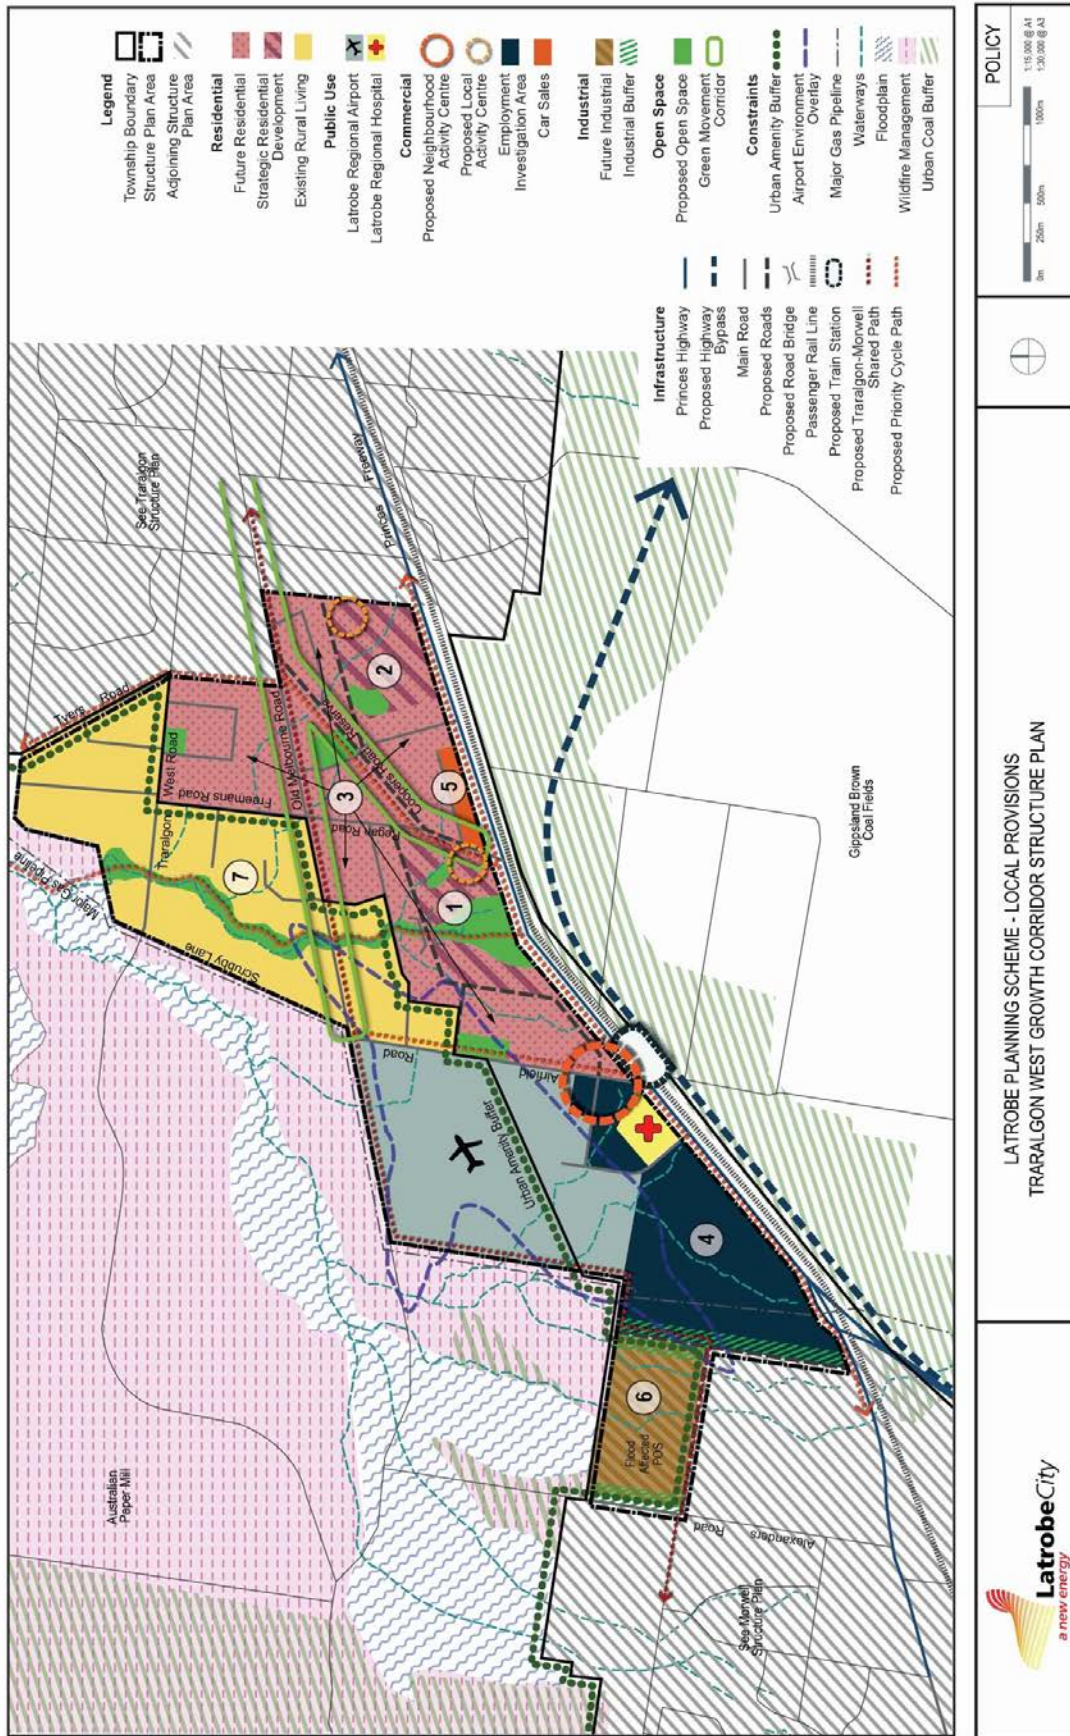 Legend
Township Boundary
Structure Plan Area
Adjoining Structure
Plan Area
Residential
Future Residential
Strategic Residential
Development
Existing Rural Living
Public Use
Latrobe Regional Airport
Latrobe Regional Hospital
Commercial
Proposed Neighbourhood
Activity Centre
Proposed Local
Activity Centre
Employment
Investigation Area
Car Sales
Industrial
Future Industrial
Industrial Buffer
Open Space
Proposed Open Space
Green Movement
Corridor
Constraints
Urban Amenity Buffer
Airport Environment
Overlay
Major Gas Pipeline
Waterways
Floodplain
Wildfire Management
Urban Coal Buffer
Infrastructure
Princes Highway
Proposed Highway
Bypass
Main Road
Proposed Roads
Proposed Road Bridge
Passenger Rail Line
Proposed Train Station
Proposed Traralgon-Morwell
Shared Path
Proposed Priority Cycle Path
See Traralgon
Structure Plan
Tyers Road
Princes Freeway
Traralgon West Road
Freemans Road
Old Melbourne Road
Coopers Road Reserve
Regan Road
Major Gas Pipeline
Scrubby Lane
Airfield Road
Urban Amenity Buffer
1
2
3
4
5
6
7
Flood
Affected
POS
Australian
Paper Mill
Alexanders Road
See Morwell
Structure Plan
Gippsland Brown
Coal Fields
LatrobeCity
a new energy
LATROBE PLANNING SCHEME - LOCAL PROVISIONS
TRARALGON WEST GROWTH CORRIDOR STRUCTURE PLAN
POLICY
1:15,000 @ A1
1:30,000 @ A3
0m 250m 500m 1000m